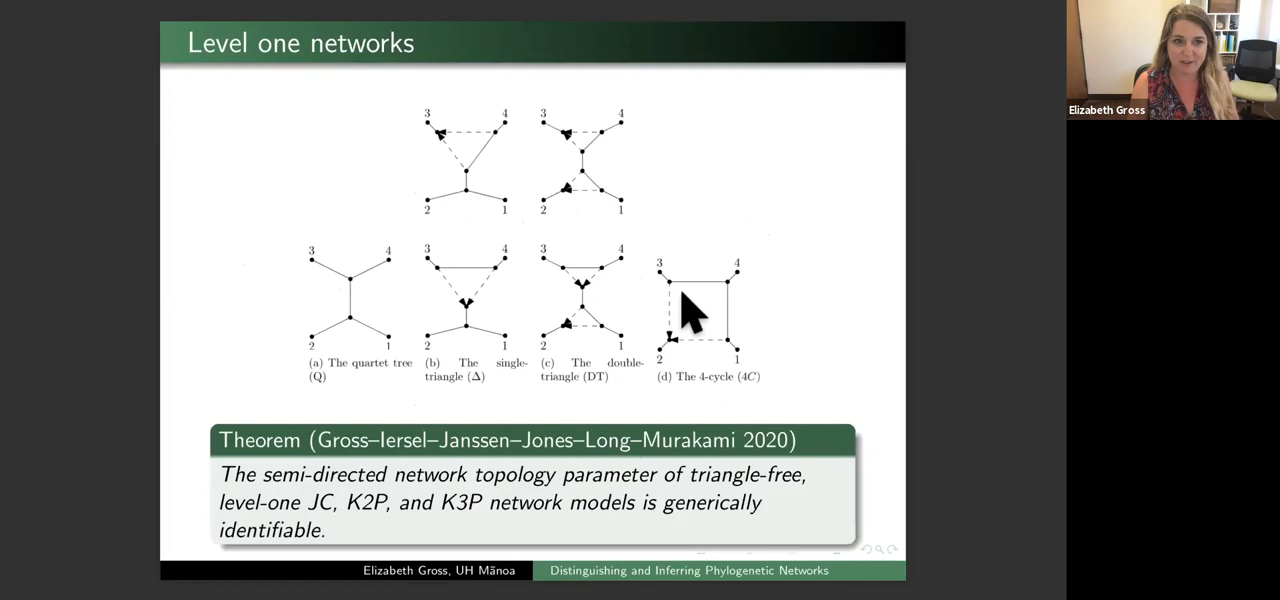 Level one networks
Elizabeth Gross
3 4 3 4
2 1 2 1
3 4 3 4 3 4 3 4
2 1 2 1 2 1 2 1
(a) The quartet tree
(Q)
(b) The single-
triangle (Δ)
(c) The double-
triangle (DT)
(d) The 4-cycle (4C)
Theorem (Gross–Iersel–Janssen–Jones–Long–Murakami 2020)
The semi-directed network topology parameter of triangle-free,
level-one JC, K2P, and K3P network models is generically
identifiable.
Elizabeth Gross, UH Mānoa Distinguishing and Inferring Phylogenetic Networks